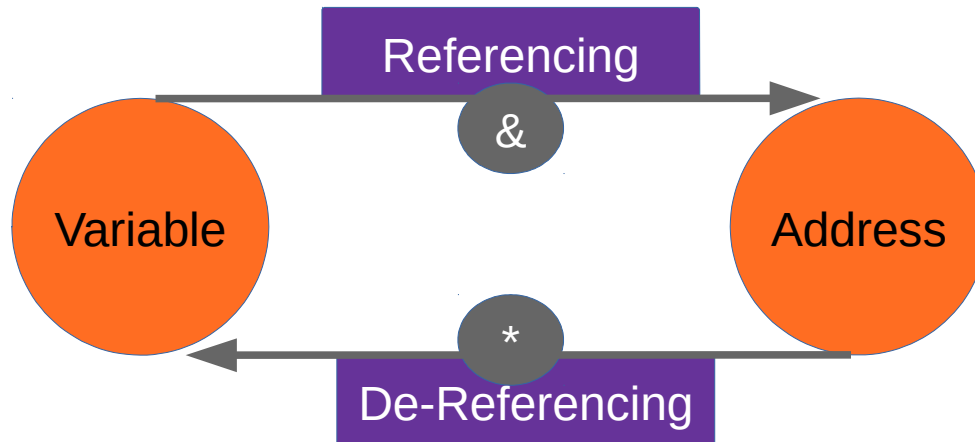 Referencing
&
Variable
Address
*
De-Referencing